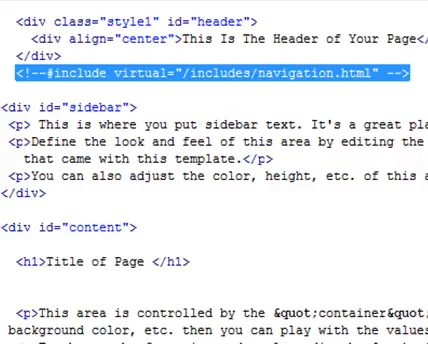 <div class="style1" id="header">
<div align="center">This Is The Header of Your Page</
</div>
<!--#include virtual="/includes/navigation.html" -->
<div id="sidebar">
<p> This is where you put sidebar text. It's a great pla
<p>Define the look and feel of this area by editing the
that came with this template.</p>
<p>You can also adjust the color, height, etc. of this a
</div>
<div id="content">
<h1>Title of Page </h1>
<p>This area is controlled by the &quot;container&quot;
background color, etc. then you can play with the values